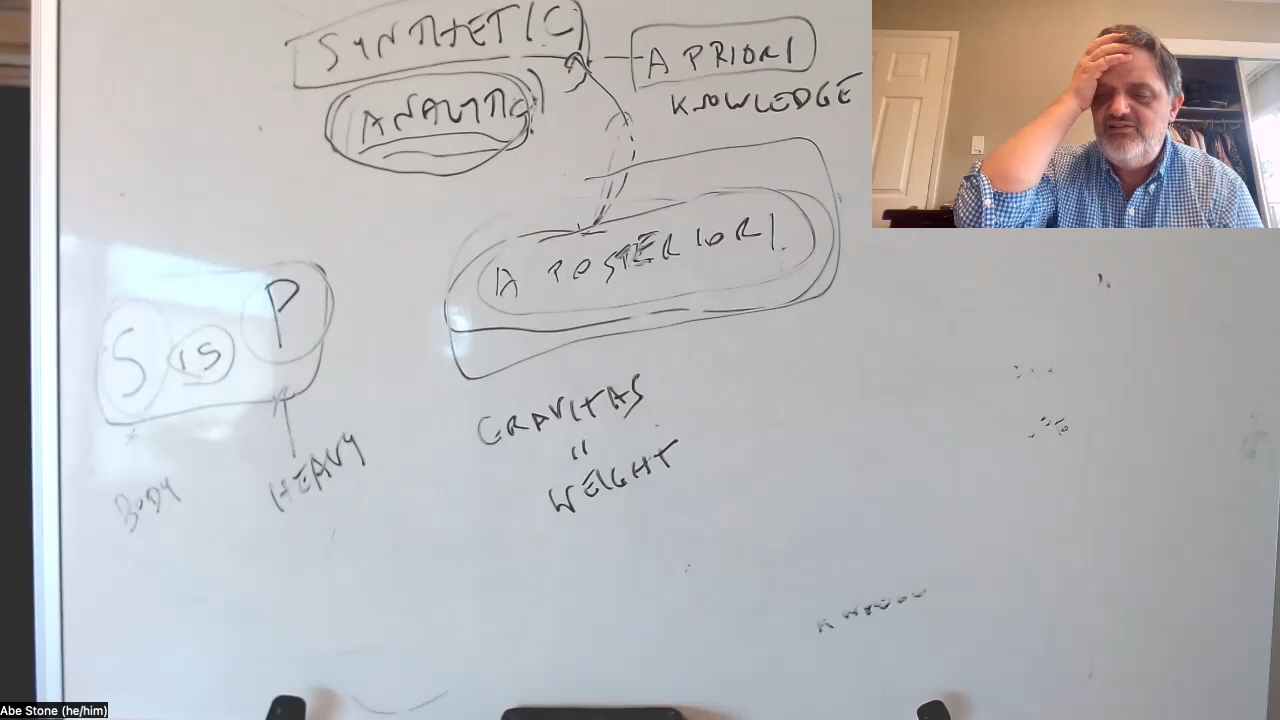 SYNTHETIC
A PRIORI
KNOWLEDGE
ANALYTIC
A POSTERIORI
S is P
BODY
HEAVY
GRAVITAS
"
WEIGHT
Abe Stone (he/him)